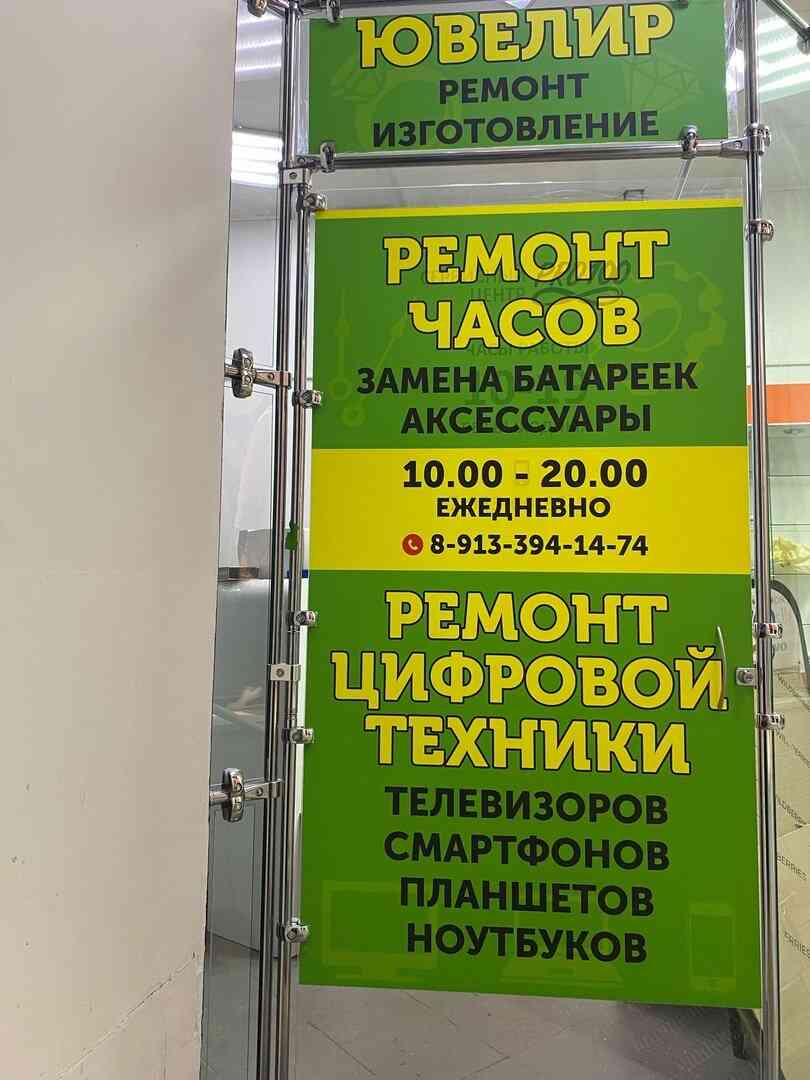 ЮВЕЛИР
РЕМОНТ
ИЗГОТОВЛЕНИЕ
РЕМОНТ
ЧАСОВ
ЗАМЕНА БАТАРЕЕК
АКСЕССУАРЫ
10.00 - 20.00
ЕЖЕДНЕВНО
8-913-394-14-74
РЕМОНТ
ЦИФРОВОЙ
ТЕХНИКИ
ТЕЛЕВИЗОРОВ
СМАРТФОНОВ
ПЛАНШЕТОВ
НОУТБУКОВ